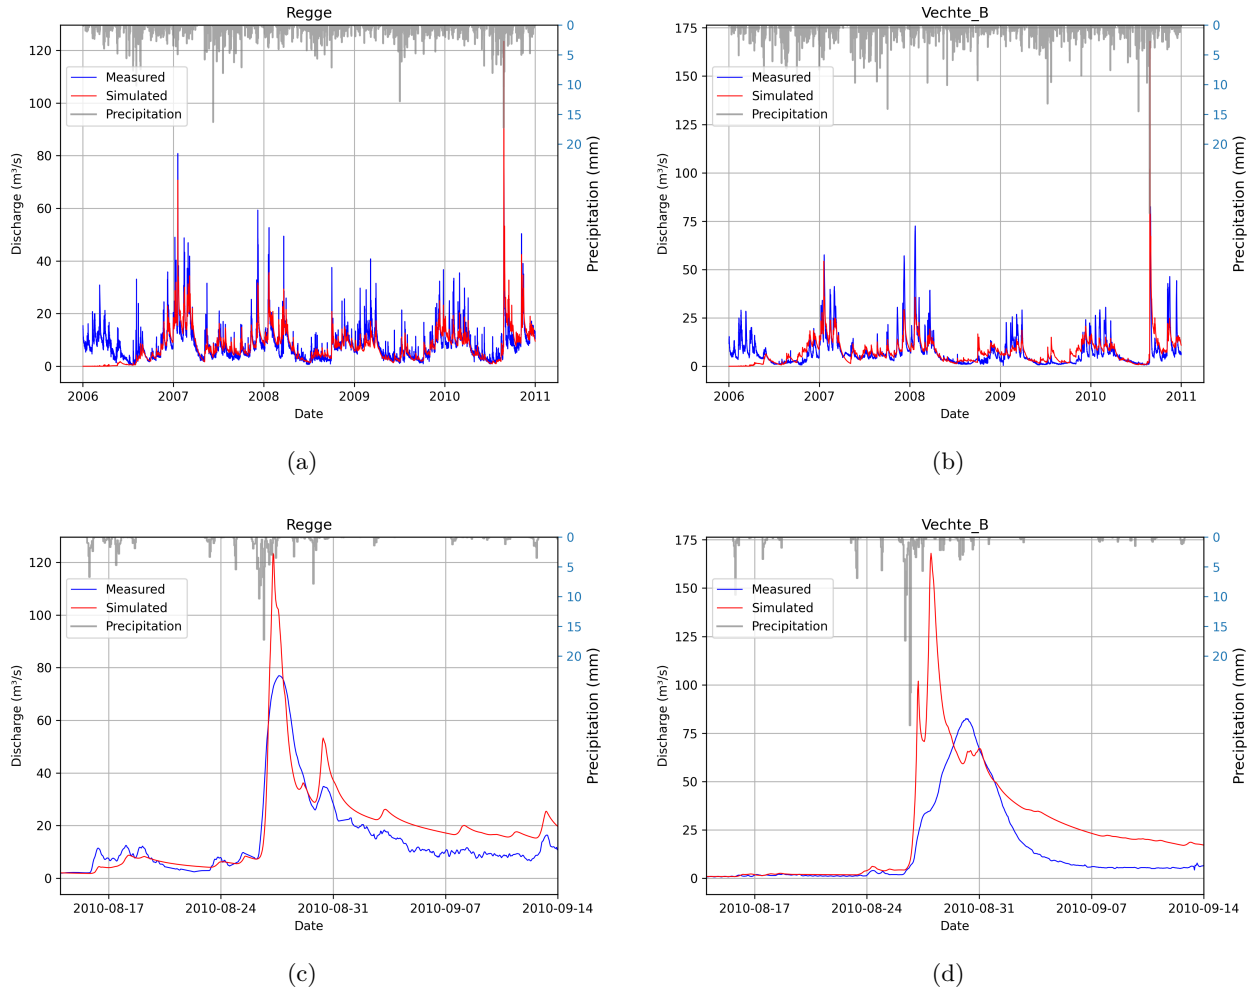 Regge
120
100
80
60
40
20
0
Discharge (m³/s)
Measured
Simulated
Precipitation
0
5
10
15
20
Precipitation (mm)
2006 2007 2008 2009 2010 2011
Date
(a)
Vechte_B
175
150
125
100
75
50
25
0
Discharge (m³/s)
Measured
Simulated
Precipitation
0
5
10
15
20
Precipitation (mm)
2006 2007 2008 2009 2010 2011
Date
(b)
Regge
120
100
80
60
40
20
0
Discharge (m³/s)
Measured
Simulated
Precipitation
0
5
10
15
20
Precipitation (mm)
2010-08-17 2010-08-24 2010-08-31 2010-09-07 2010-09-14
Date
(c)
Vechte_B
175
150
125
100
75
50
25
0
Discharge (m³/s)
Measured
Simulated
Precipitation
0
5
10
15
20
Precipitation (mm)
2010-08-17 2010-08-24 2010-08-31 2010-09-07 2010-09-14
Date
(d)